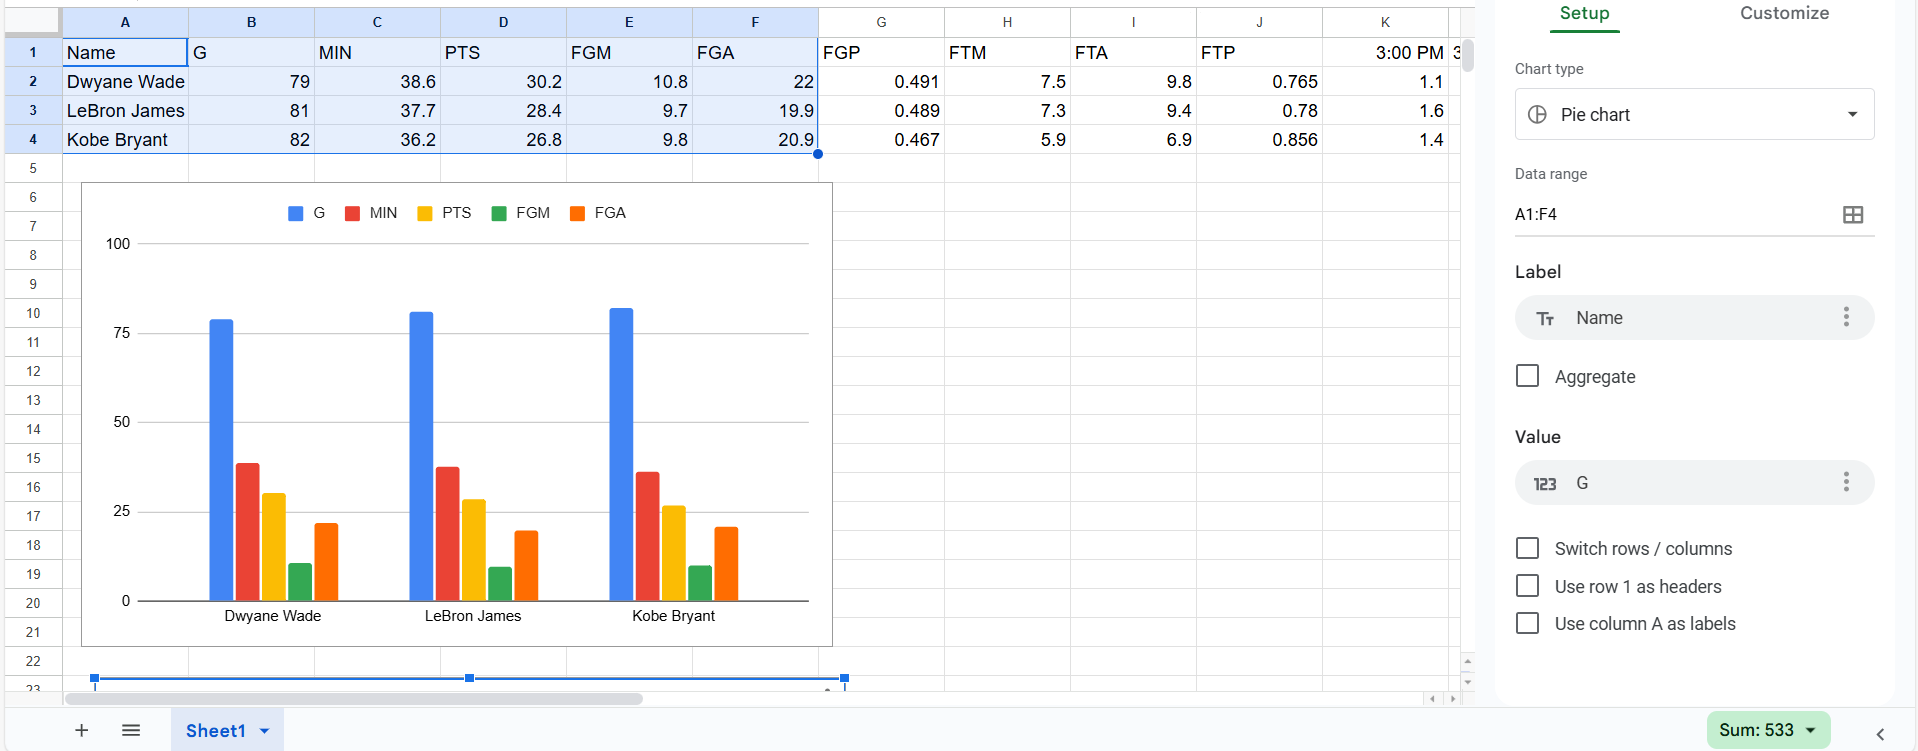 A B C D E F G H I J K
Setup Customize
1 Name G MIN PTS FGM FGA FGP FTM FTA FTP 3:00 PM 3
2 Dwyane Wade 79 38.6 30.2 10.8 22 0.491 7.5 9.8 0.765 1.1
3 LeBron James 81 37.7 28.4 9.7 19.9 0.489 7.3 9.4 0.78 1.6
4 Kobe Bryant 82 36.2 26.8 9.8 20.9 0.467 5.9 6.9 0.856 1.4
5
6
7
8
9
10
11
12
13
14
15
16
17
18
19
20
21
22
23
G MIN PTS FGM FGA
100
75
50
25
0
Dwyane Wade LeBron James Kobe Bryant
Chart type
Pie chart
Data range
A1:F4
Label
Tт Name
Aggregate
Value
123 G
Switch rows / columns
Use row 1 as headers
Use column A as labels
+ Sheet1
Sum: 533